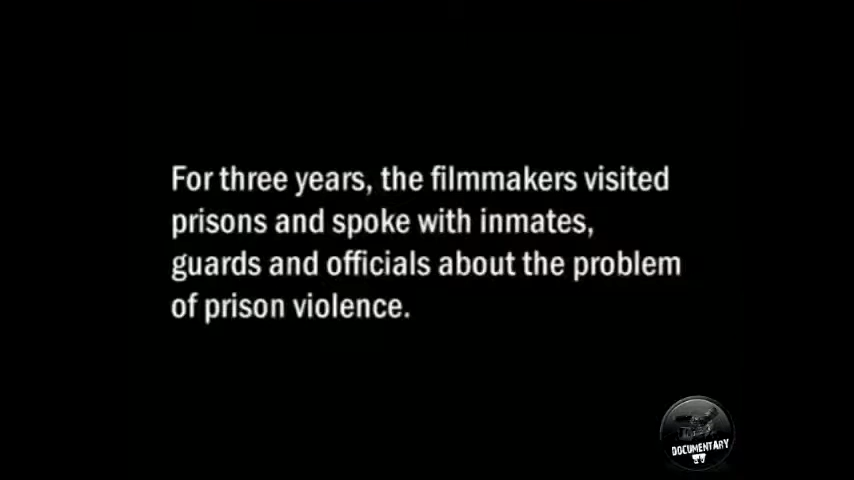 For three years, the filmmakers visited
prisons and spoke with inmates,
guards and officials about the problem
of prison violence.
DOCUMENTARY
TV